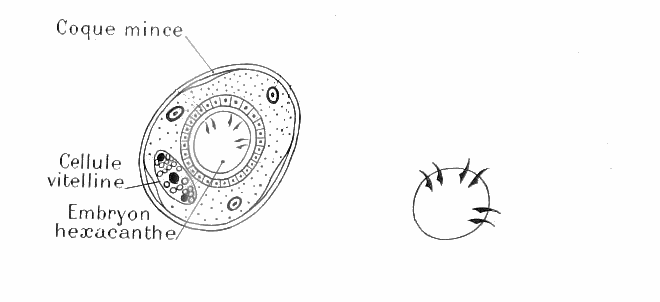 Coque mince
Cellule
vitelline
Embryon
hexacanthe